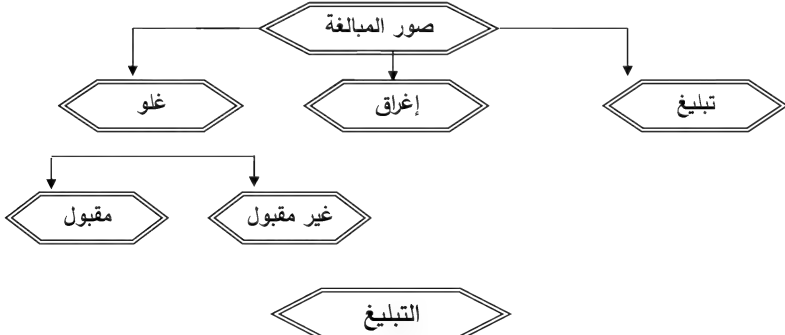 صور المبالغة
تبليغ إغراق غلو
غير مقبول مقبول
التبليغ